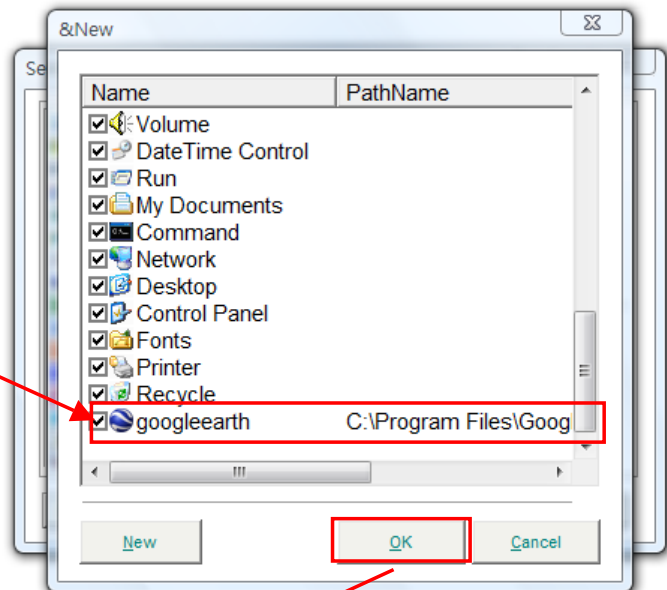 &New
Se
Name PathName
Volume
DateTime Control
Run
My Documents
Command
Network
Desktop
Control Panel
Fonts
Printer
Recycle
googleearth C:\Program Files\Goog
New OK Cancel